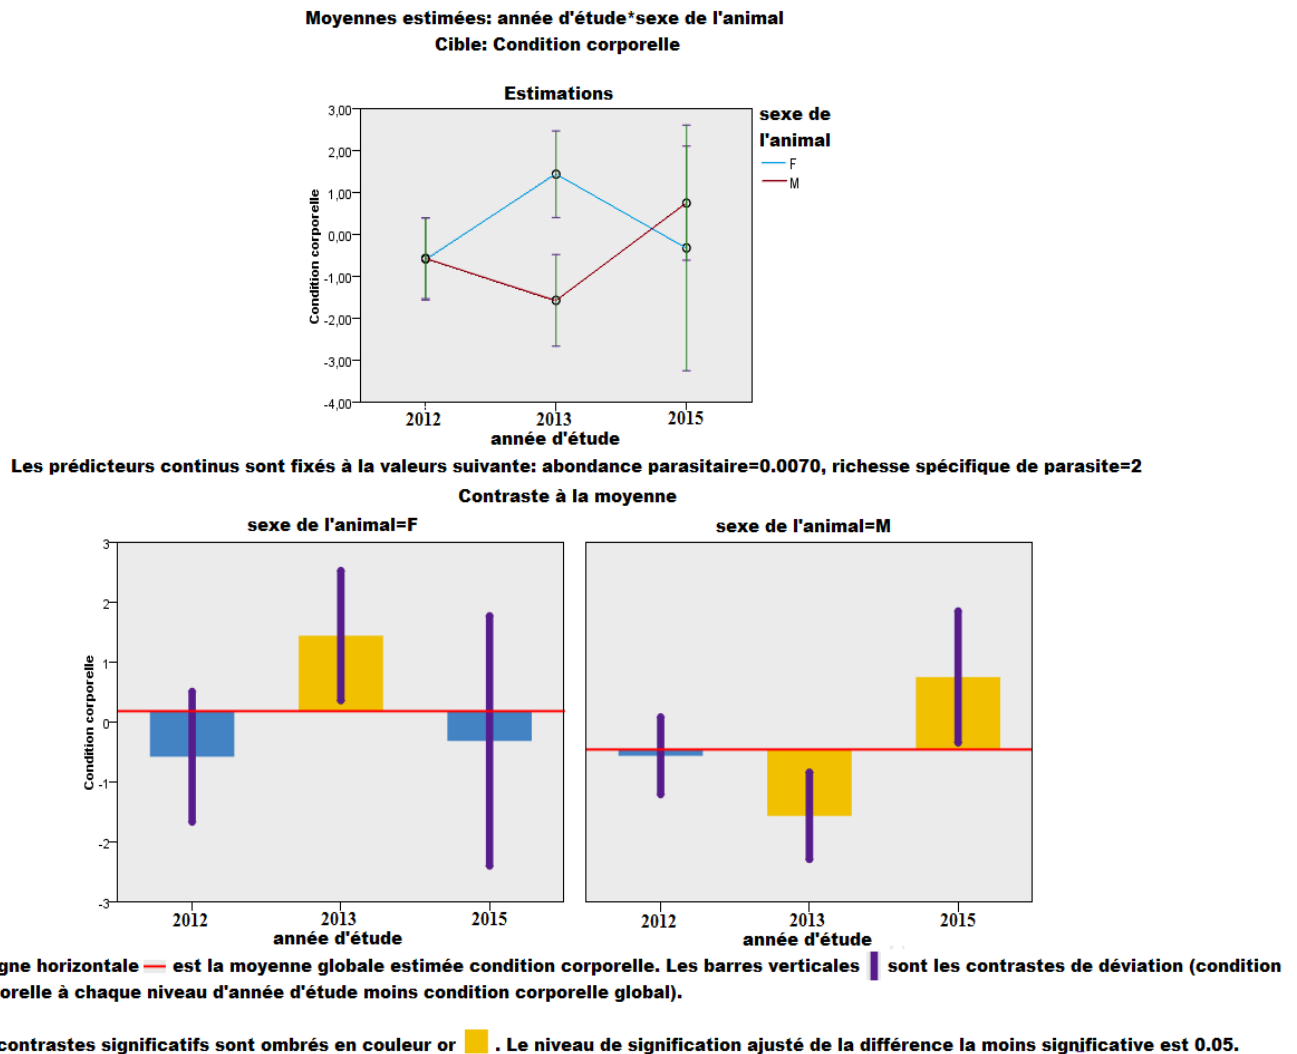 Moyennes estimées: année d'étude*sexe de l'animal
Cible: Condition corporelle
Estimations
sexe de
l'animal
F
M
3,00
2,00
1,00
0,00
-1,00
-2,00
-3,00
-4,00
Condition corporelle
2012 2013 2015
année d'étude
Les prédicteurs continus sont fixés à la valeurs suivante: abondance parasitaire=0.0070, richesse spécifique de parasite=2
Contraste à la moyenne
sexe de l'animal=F sexe de l'animal=M
3
2
1
0
-1
-2
-3
Condition corporelle
2012 2013 2015 2012 2013 2015
année d'étude année d'étude
gne horizontale est la moyenne globale estimée condition corporelle. Les barres verticales sont les contrastes de déviation (condition
orelle à chaque niveau d'année d'étude moins condition corporelle global).
contrastes significatifs sont ombrés en couleur or . Le niveau de signification ajusté de la différence la moins significative est 0.05.